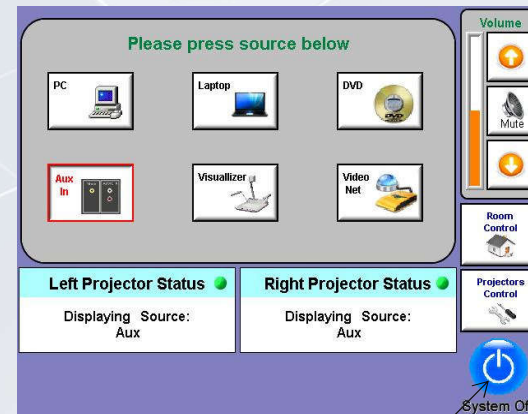 Please press source below
PC
Laptop
DVD
Aux
In
Visuallizer
Video
Net
Volume
Mute
Room
Control
Projectors
Control
Left Projector Status
Displaying Source:
Aux
Right Projector Status
Displaying Source:
Aux
System Of